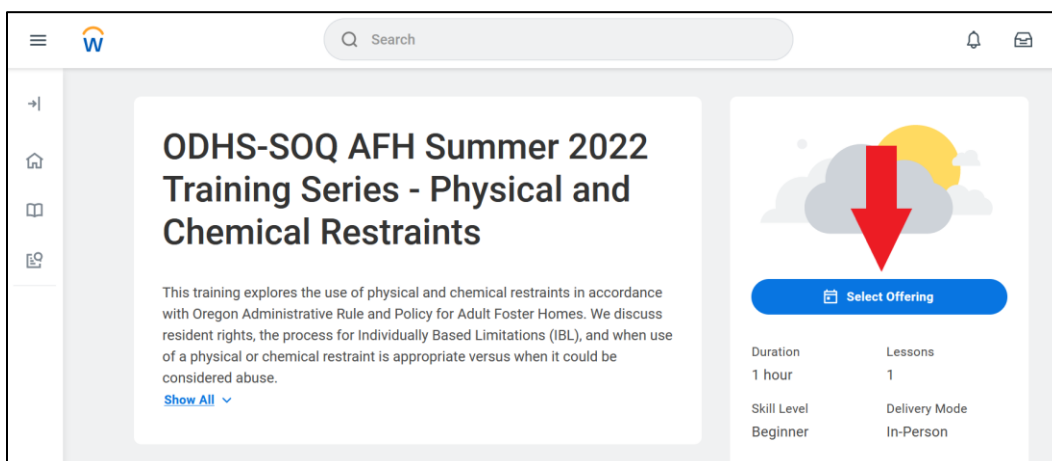 W
Search
ODHS-SOQ AFH Summer 2022
Training Series - Physical and
Chemical Restraints
This training explores the use of physical and chemical restraints in accordance
with Oregon Administrative Rule and Policy for Adult Foster Homes. We discuss
resident rights, the process for Individually Based Limitations (IBL), and when use
of a physical or chemical restraint is appropriate versus when it could be
considered abuse.
Show All
Select Offering
Duration
1 hour
Lessons
1
Skill Level
Beginner
Delivery Mode
In-Person